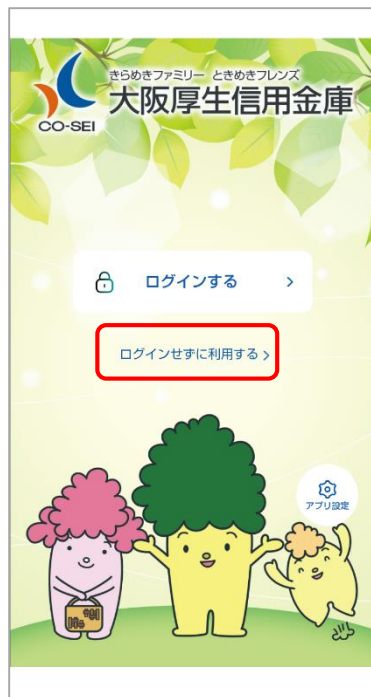 きらめきファミリー ときめきフレンズ
大阪厚生信用金庫
CO-SEI
ログインする >
ログインせずに利用する >
アプリ設定